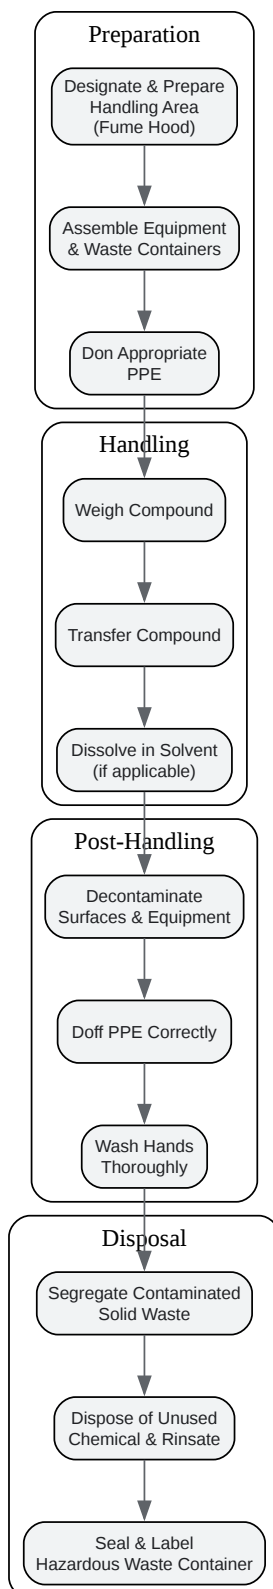 Preparation
Designate & Prepare
Handling Area
(Fume Hood)
Assemble Equipment
& Waste Containers
Don Appropriate
PPE
Handling
Weigh Compound
Transfer Compound
Dissolve in Solvent
(if applicable)
Post-Handling
Decontaminate
Surfaces & Equipment
Doff PPE Correctly
Wash Hands
Thoroughly
Disposal
Segregate Contaminated
Solid Waste
Dispose of Unused
Chemical & Rinsate
Seal & Label
Hazardous Waste Container